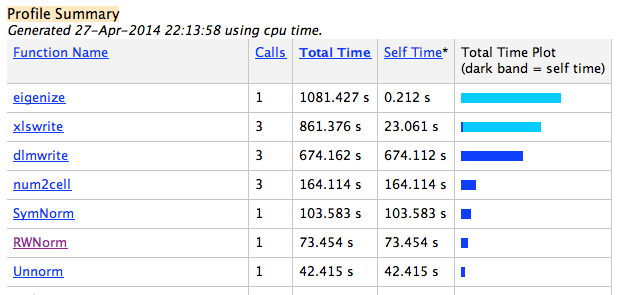 Profile Summary
Generated 27-Apr-2014 22:13:58 using cpu time.
Function Name Calls Total Time Self Time* Total Time Plot
(dark band = self time)
eigenize 1 1081.427 s 0.212 s
xlswrite 3 861.376 s 23.061 s
dlmwrite 3 674.162 s 674.112 s
num2cell 3 164.114 s 164.114 s
SymNorm 1 103.583 s 103.583 s
RWNorm 1 73.454 s 73.454 s
Unnorm 1 42.415 s 42.415 s